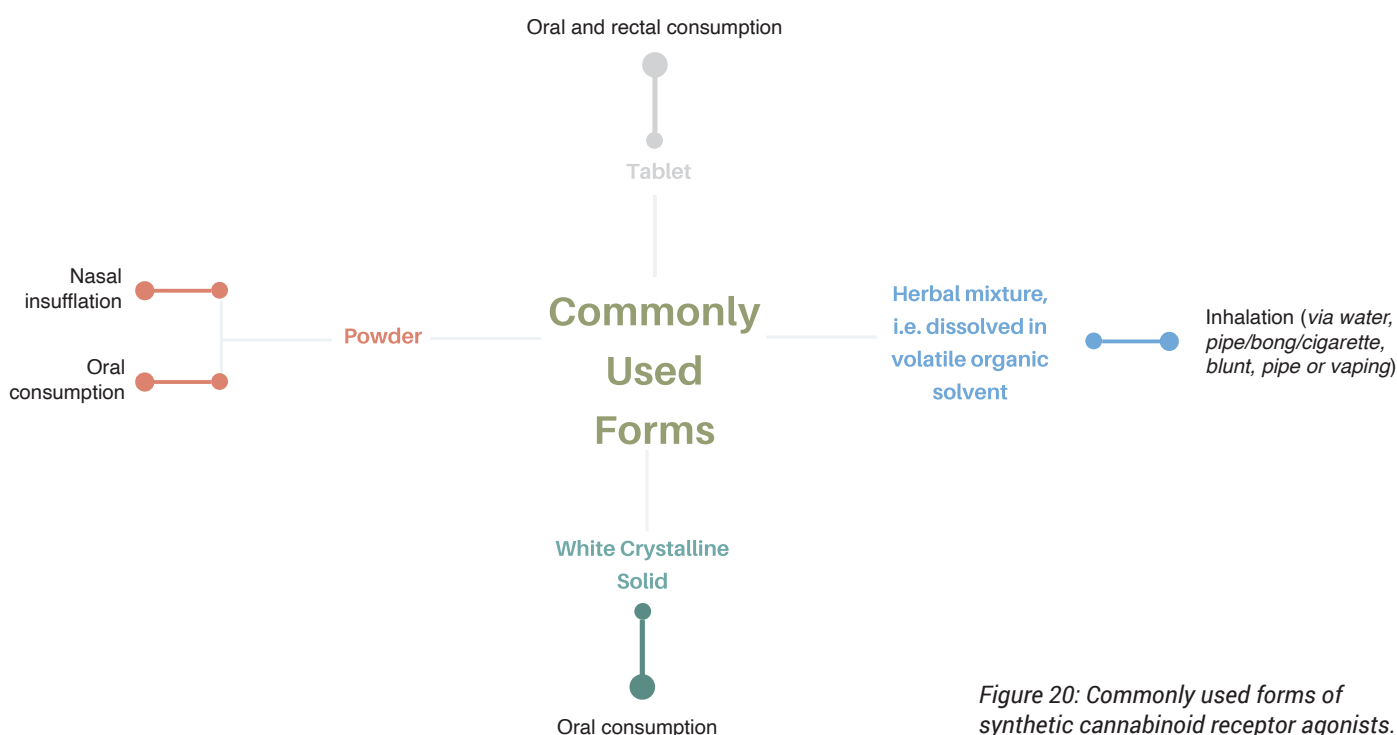 Oral and rectal consumption
Tablet
Nasal
insufflation
Oral
consumption
Powder
Commonly
Used
Forms
Herbal mixture,
i.e. dissolved in
volatile organic
solvent
Inhalation (via water,
pipe/bong/cigarette,
blunt, pipe or vaping)
White Crystalline
Solid
Oral consumption
Figure 20: Commonly used forms of
synthetic cannabinoid receptor agonists.